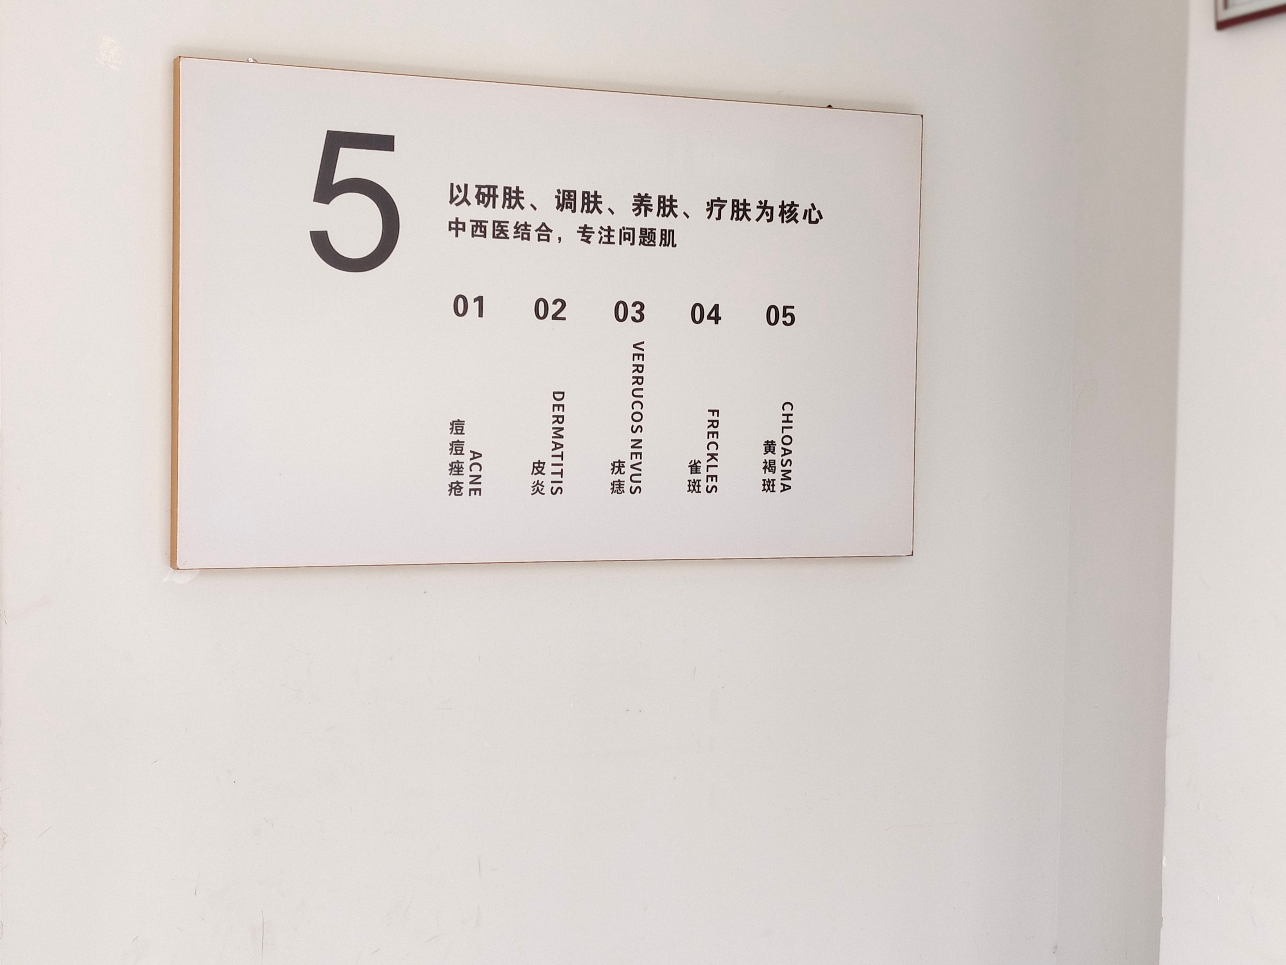 5
以研肤、调肤、养肤、疗肤为核心
中西医结合，专注问题肌
01
痘痘痤疮
ACNE
02
皮炎
DERMATITIS
03
疣痣
VERRUCOS NEVUS
04
雀斑
FRECKLES
05
黄褐斑
CHLOASMA